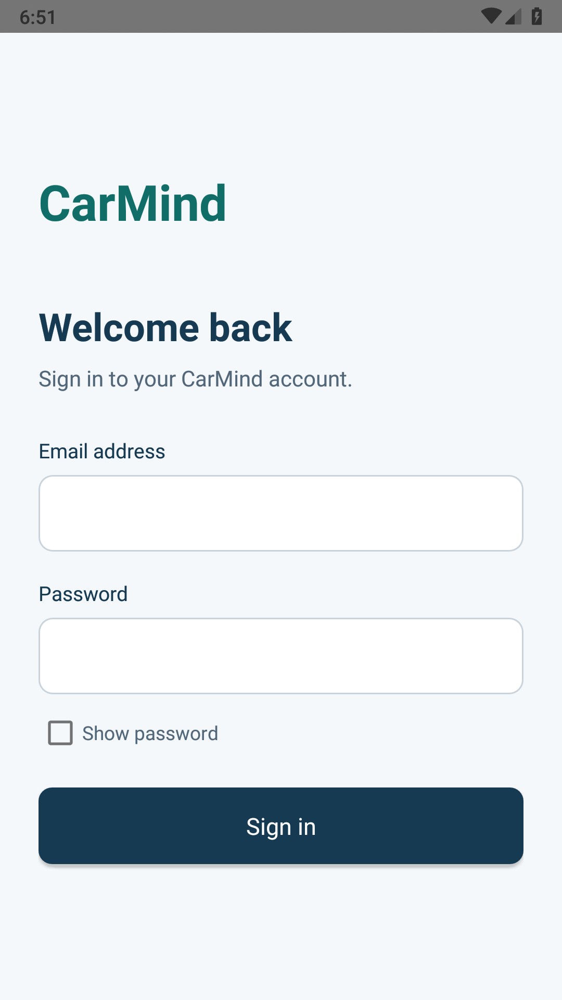 6:51
CarMind
Welcome back
Sign in to your CarMind account.
Email address
Password
Show password
Sign in